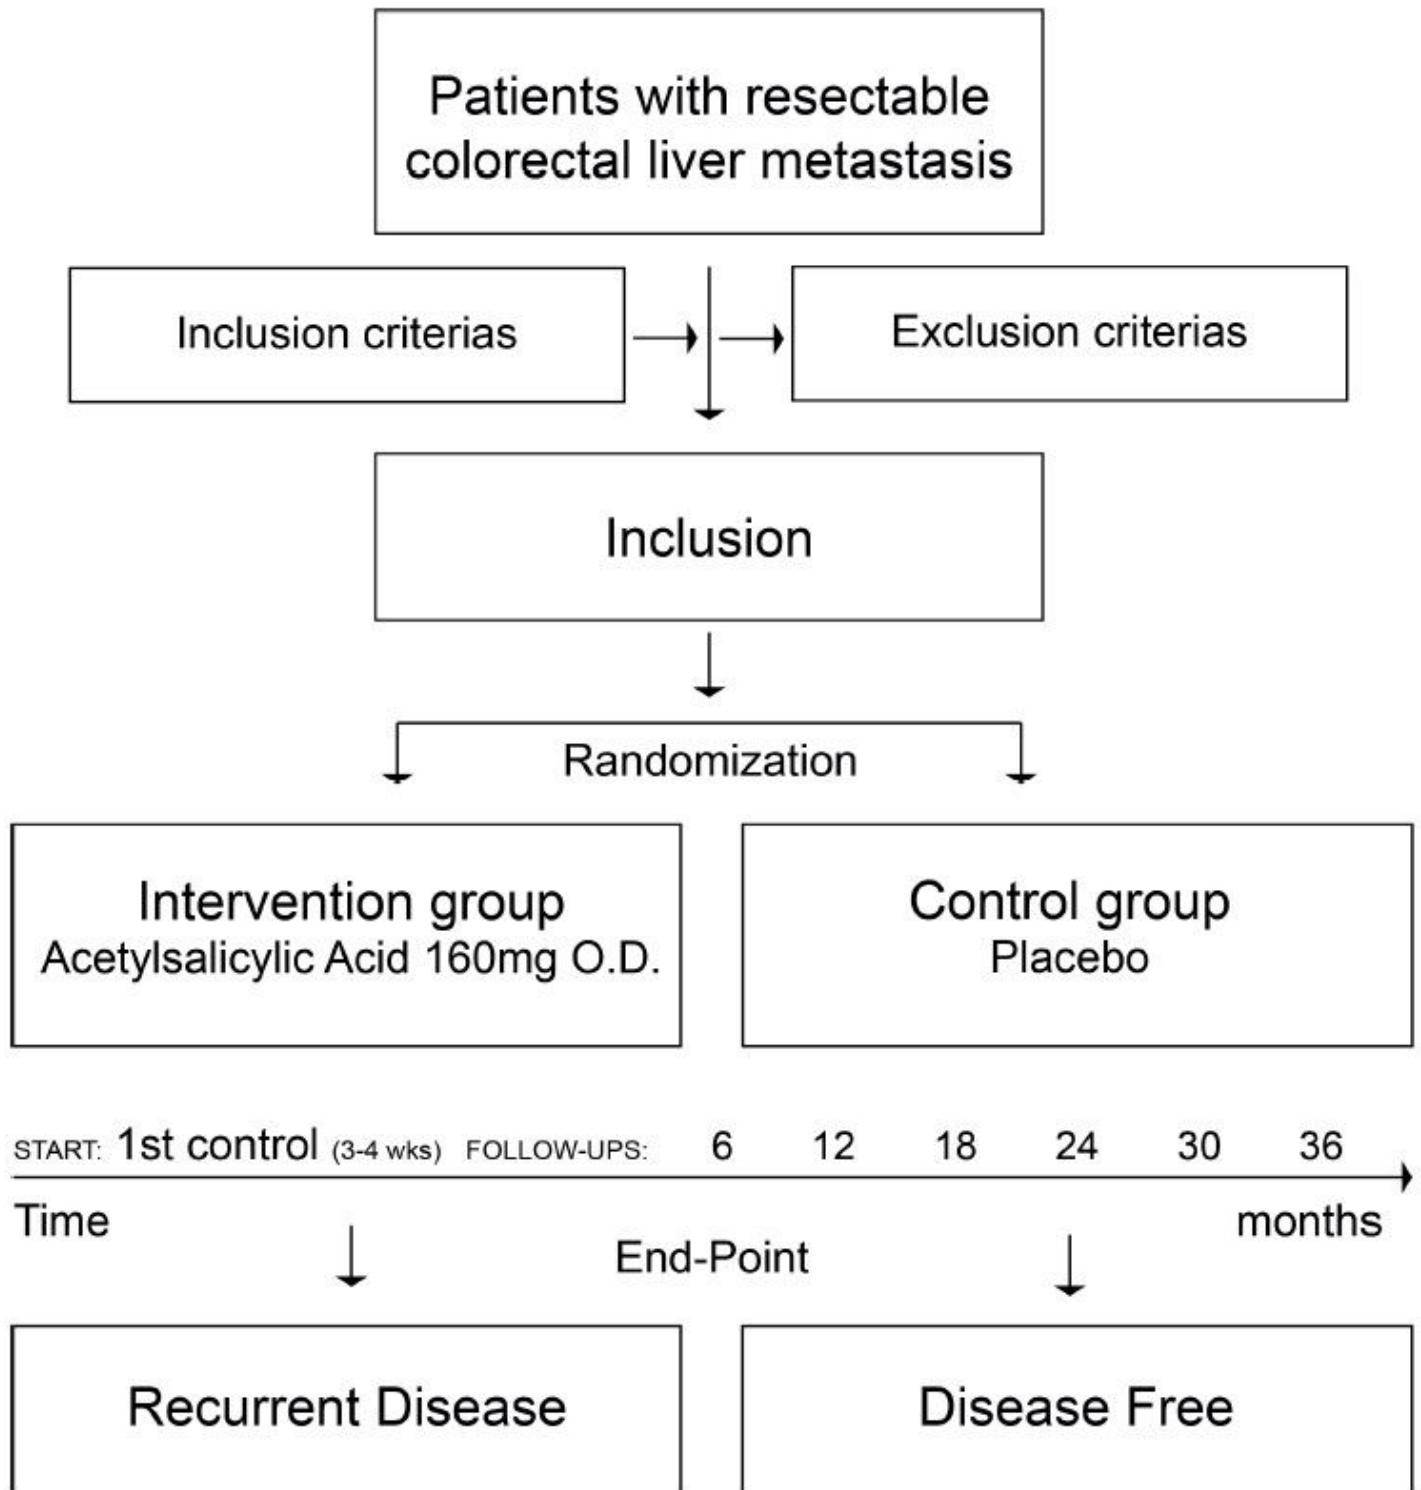 Patients with resectable
colorectal liver metastasis
Inclusion criterias
Exclusion criterias
Inclusion
Randomization
Intervention group
Acetylsalicylic Acid 160mg O.D.
Control group
Placebo
START: 1st control (3-4 wks) FOLLOW-UPS: 6 12 18 24 30 36
Time
months
End-Point
Recurrent Disease
Disease Free